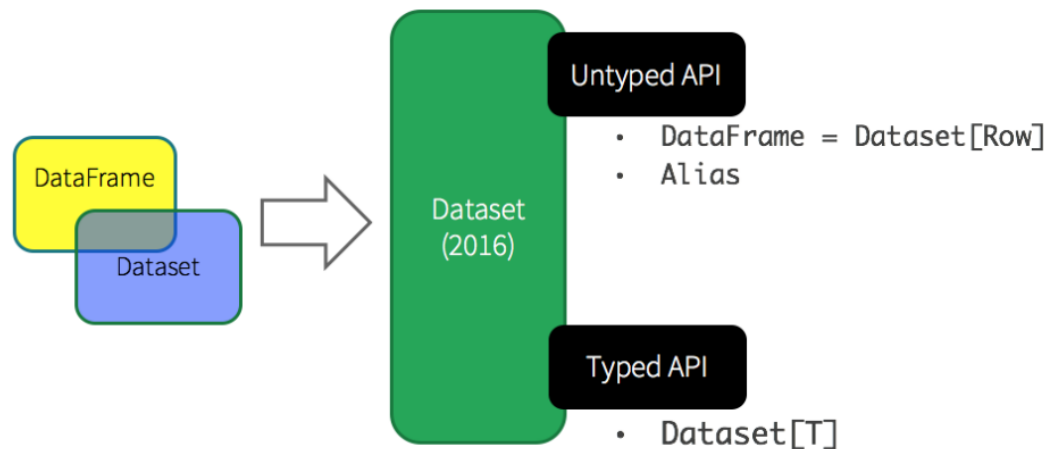 DataFrame
Dataset
Dataset
(2016)
Untyped API
• DataFrame = Dataset[Row]
• Alias
Typed API
• Dataset[T]